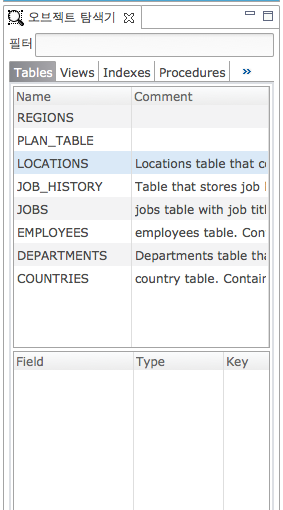 오브젝트 탐색기
필터
Tables Views Indexes Procedures »
Name Comment
REGIONS
PLAN_TABLE
LOCATIONS Locations table that co
JOB_HISTORY Table that stores job
JOBS jobs table with job titl
EMPLOYEES employees table. Con
DEPARTMENTS Departments table tha
COUNTRIES country table. Contain
Field Type Key